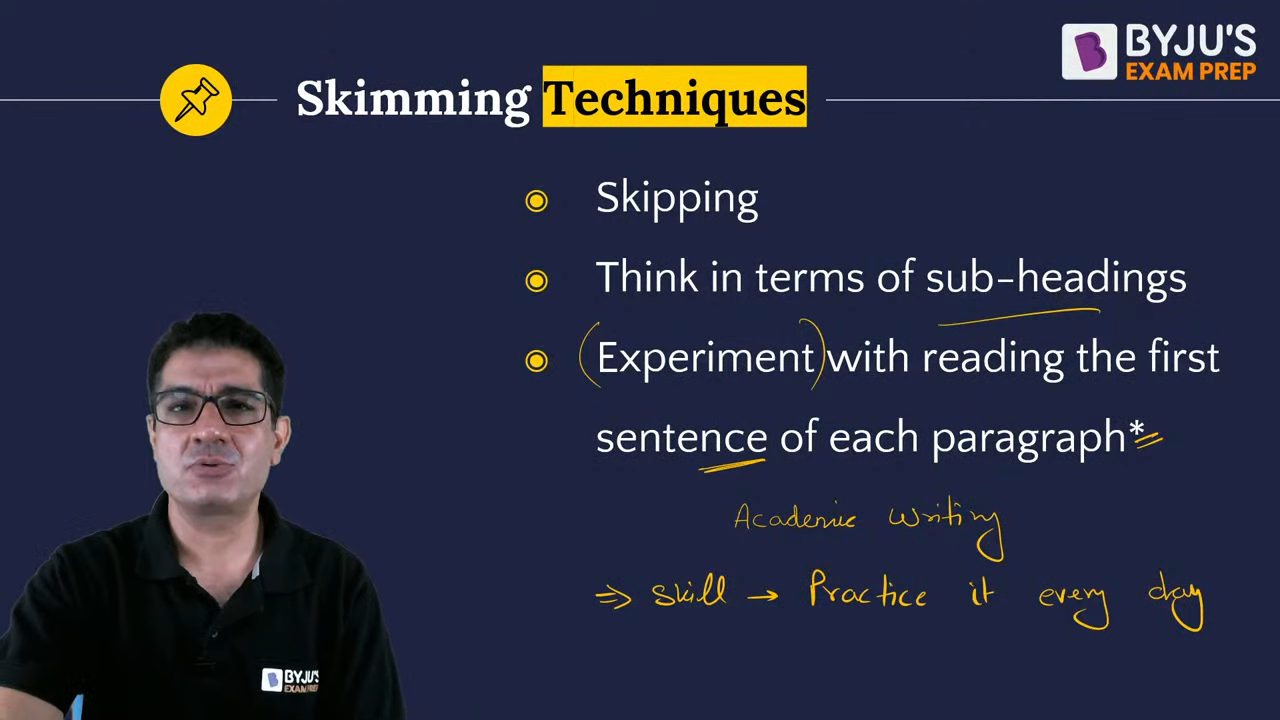 BYJU'S
EXAM PREP
Skimming Techniques
Skipping
Think in terms of sub-headings
(Experiment) with reading the first
sentence of each paragraph*
Academic Writing
⇒ Skill → Practice it every day
BYJU'S
EXAM PREP